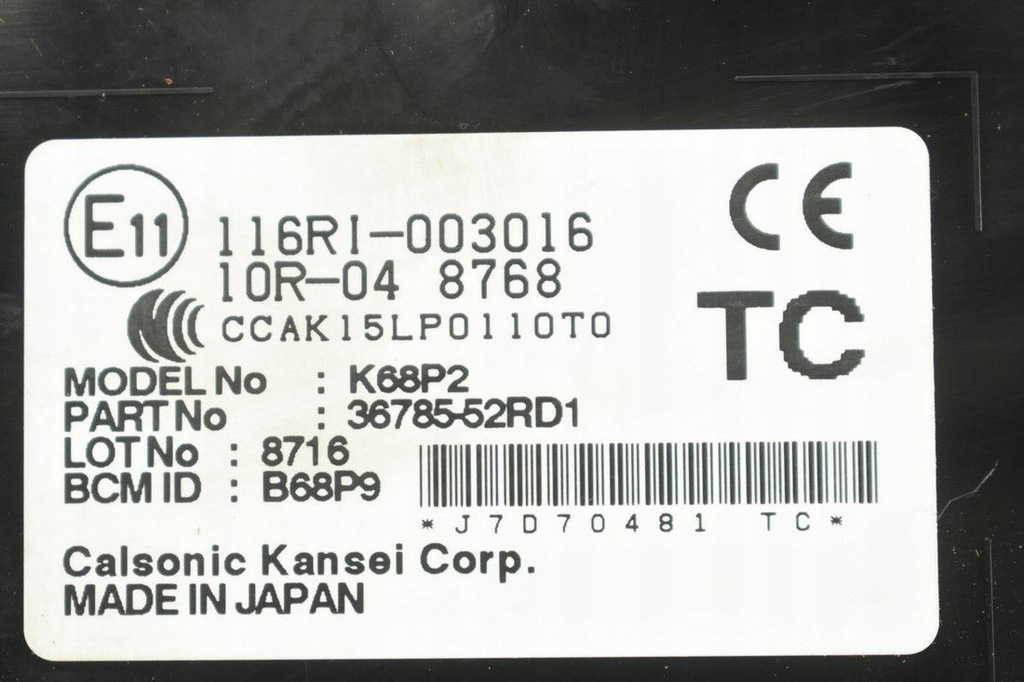 E11 116RI-003016 CE
10R-04 8768
CCAK15LP0110T0 TC
MODEL No : K68P2
PART No : 36785-52RD1
LOT No : 8716
BCM ID : B68P9
*J7D70481 TC*
Calsonic Kansei Corp.
MADE IN JAPAN